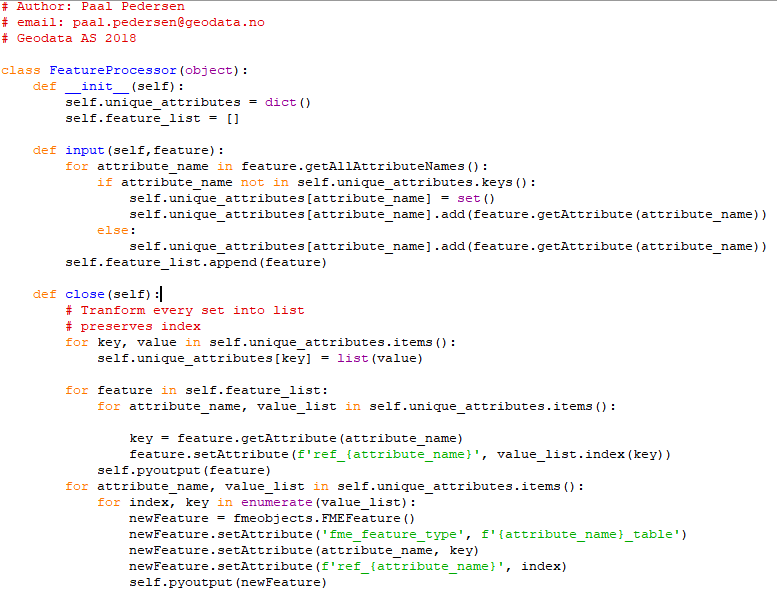 # Author: Paal Pedersen
# email: paal.pedersen@geodata.no
# Geodata AS 2018

class FeatureProcessor(object):
    def __init__(self):
        self.unique_attributes = dict()
        self.feature_list = []

    def input(self,feature):
        for attribute_name in feature.getAllAttributeNames():
            if attribute_name not in self.unique_attributes.keys():
                self.unique_attributes[attribute_name] = set()
                self.unique_attributes[attribute_name].add(feature.getAttribute(attribute_name))
            else:
                self.unique_attributes[attribute_name].add(feature.getAttribute(attribute_name))
        self.feature_list.append(feature)

    def close(self):
        # Tranform every set into list
        # preserves index
        for key, value in self.unique_attributes.items():
            self.unique_attributes[key] = list(value)

        for feature in self.feature_list:
            for attribute_name, value_list in self.unique_attributes.items():

                key = feature.getAttribute(attribute_name)
                feature.setAttribute(f'ref_{attribute_name}', value_list.index(key))
            self.pyoutput(feature)
        for attribute_name, value_list in self.unique_attributes.items():
            for index, key in enumerate(value_list):
                newFeature = fmeobjects.FMEFeature()
                newFeature.setAttribute('fme_feature_type', f'{attribute_name}_table')
                newFeature.setAttribute(attribute_name, key)
                newFeature.setAttribute(f'ref_{attribute_name}', index)
                self.pyoutput(newFeature)